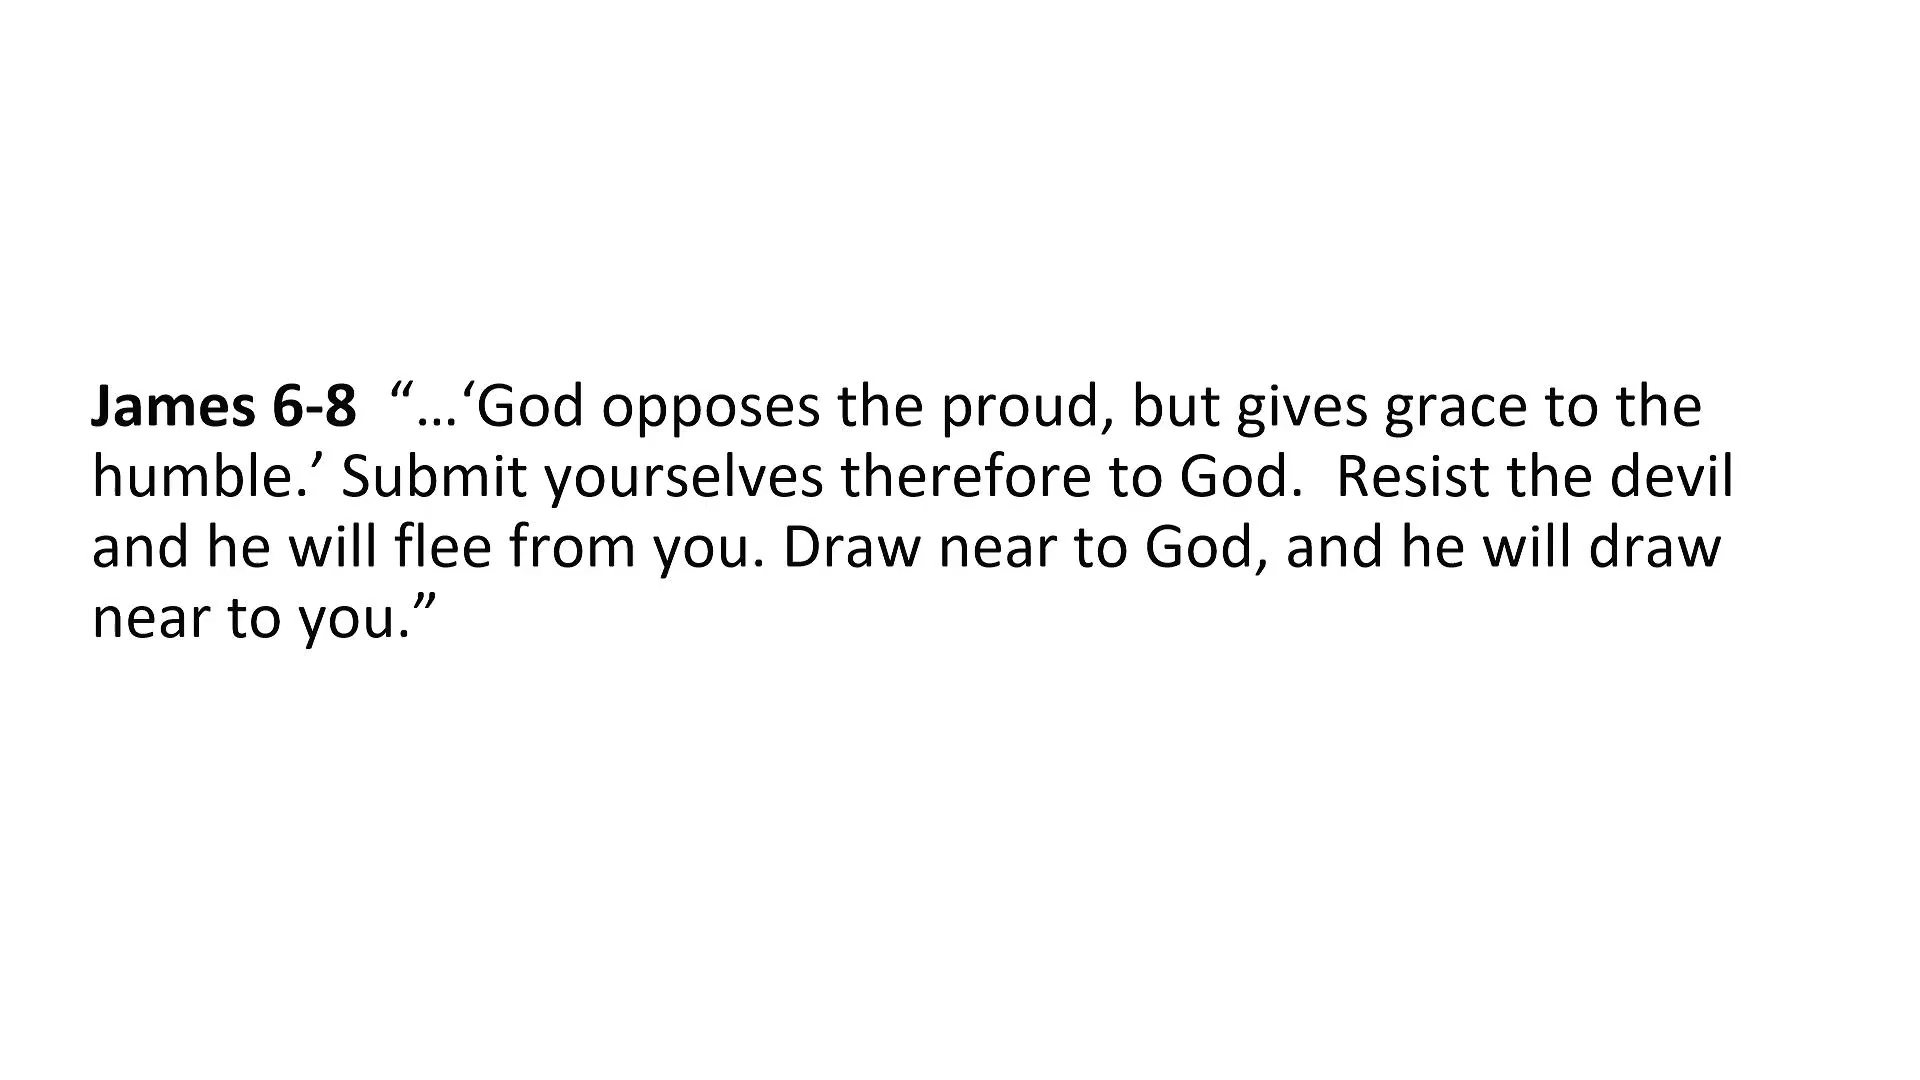 James 6-8  “…‘God opposes the proud, but gives grace to the
humble.’ Submit yourselves therefore to God.  Resist the devil
and he will flee from you. Draw near to God, and he will draw
near to you.”